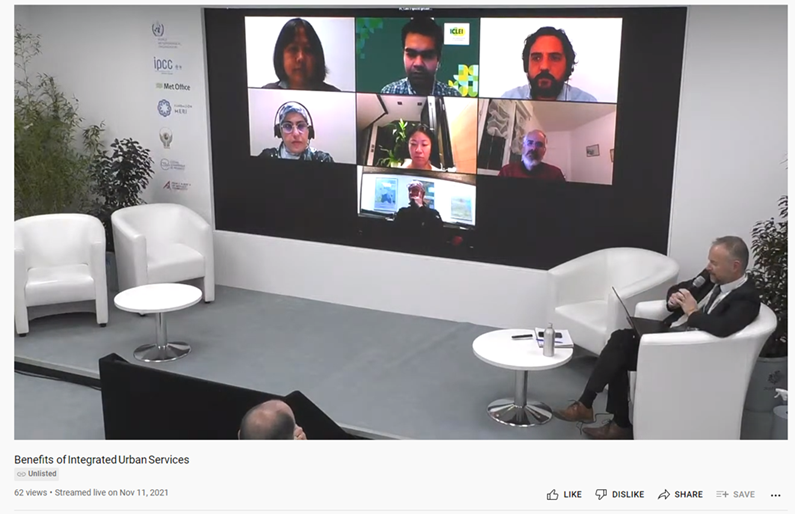 ipcc
Met Office
ICLEI
Benefits of Integrated Urban Services
Unlisted
62 views • Streamed live on Nov 11, 2021
LIKE
DISLIKE
SHARE
SAVE